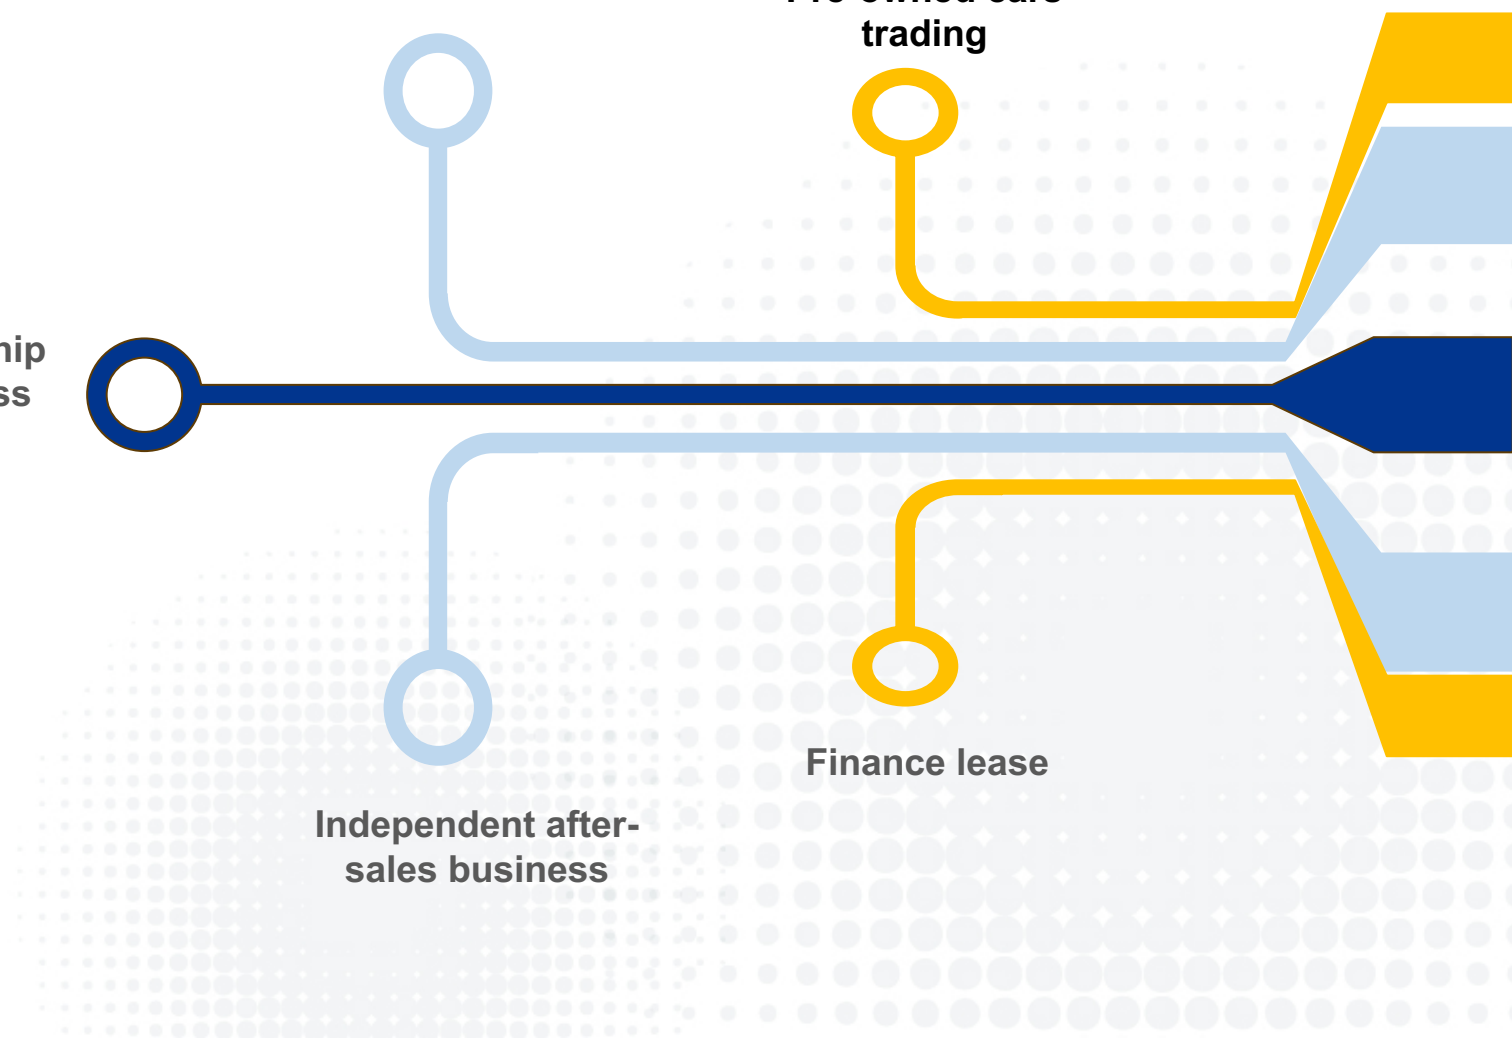 trading
Finance lease
Independent after-
sales business